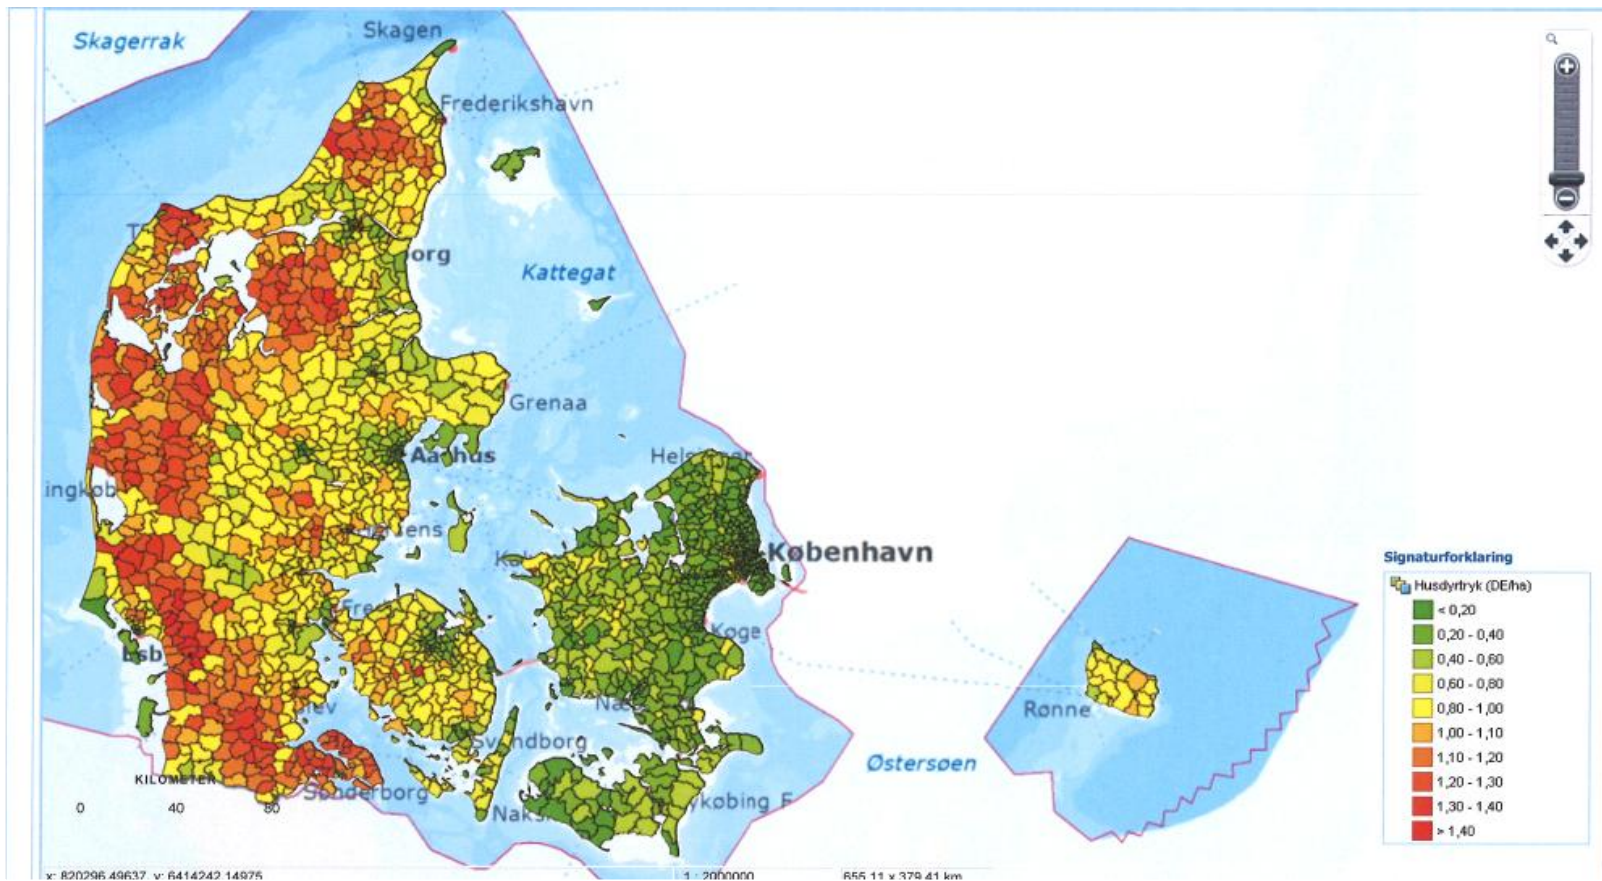 Skagerrak
Skagen
Frederikshavn
org
Kattegat
Grenaa
Aarhus
Helsingør
ingkøb
ens
København
Køge
Rønne
Svendborg
Østersøen
KILOMETER
0 40 80
Sønderborg
Naks
ykøbing F
x: 820296.49637, y: 6414242.14975
1 : 2000000
655.11 x 379.41 km
Signaturforklaring
Husdyrtryk (DE/ha)
< 0,20
0,20 - 0,40
0,40 - 0,60
0,60 - 0,80
0,80 - 1,00
1,00 - 1,10
1,10 - 1,20
1,20 - 1,30
1,30 - 1,40
> 1,40